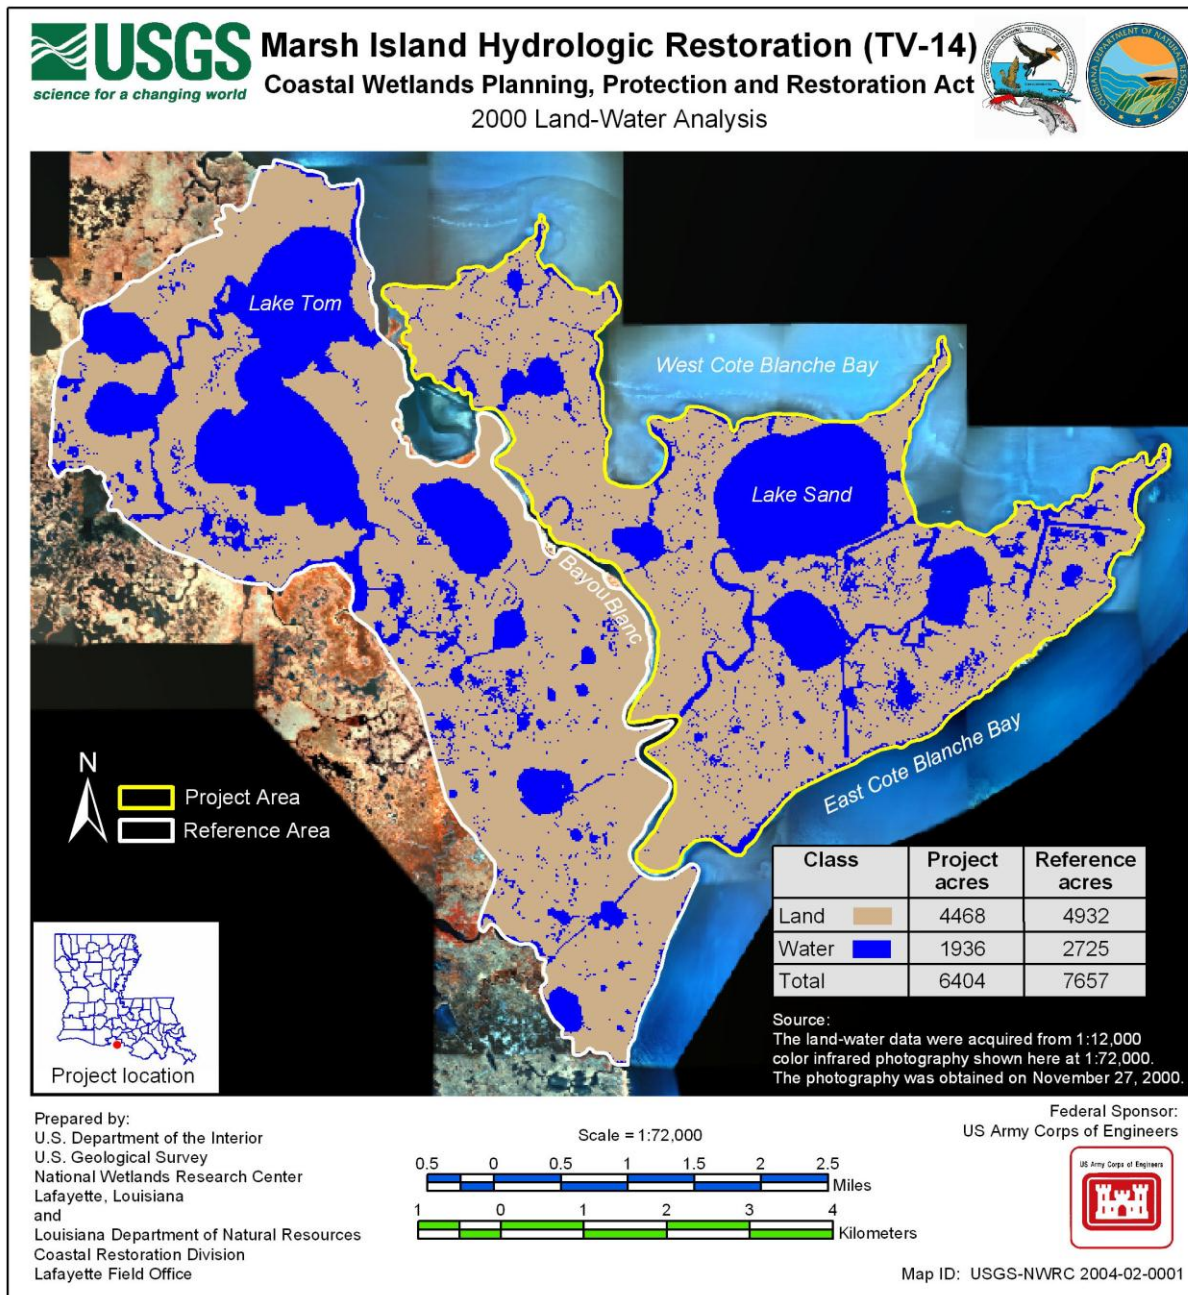 USGS
science for a changing world
Marsh Island Hydrologic Restoration (TV-14)
Coastal Wetlands Planning, Protection and Restoration Act
2000 Land-Water Analysis
LOUISIANA DEPARTMENT OF NATURAL RESOURCES
Lake Tom
West Cote Blanche Bay
Lake Sand
Bayou Blanc
East Cote Blanche Bay
N
Project Area
Reference Area
Class Project acres Reference acres
Land 4468 4932
Water 1936 2725
Total 6404 7657
Source:
The land-water data were acquired from 1:12,000
color infrared photography shown here at 1:72,000.
The photography was obtained on November 27, 2000.
Project location
Prepared by:
U.S. Department of the Interior
U.S. Geological Survey
National Wetlands Research Center
Lafayette, Louisiana
and
Louisiana Department of Natural Resources
Coastal Restoration Division
Lafayette Field Office
Scale = 1:72,000
0.5 0 0.5 1 1.5 2 2.5
Miles
1 0 1 2 3 4
Kilometers
Federal Sponsor:
US Army Corps of Engineers
US Army Corps of Engineers
Map ID: USGS-NWRC 2004-02-0001